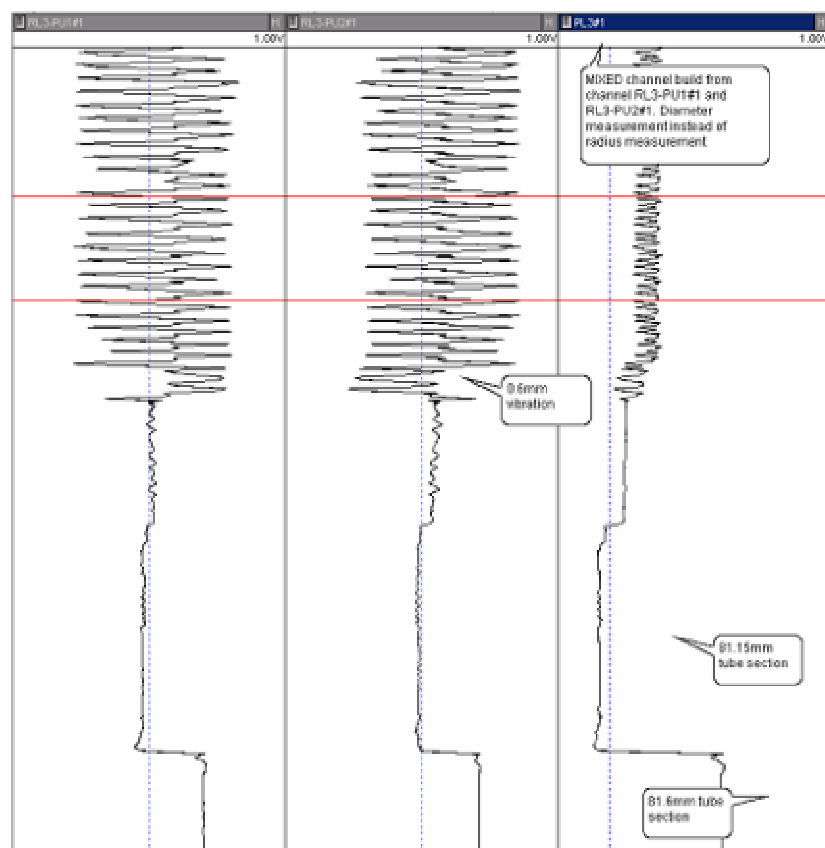 RL3-PU1#1 H RL3-PU2#1 H PL3#1 H
1.00V 1.00V 1.00V
MIXED channel build from
channel RL3-PU1#1 and
RL3-PU2#1. Diameter
measurement instead of
radius measurement
0.6mm
vibration
81.15mm
tube section
81.6mm tube
section